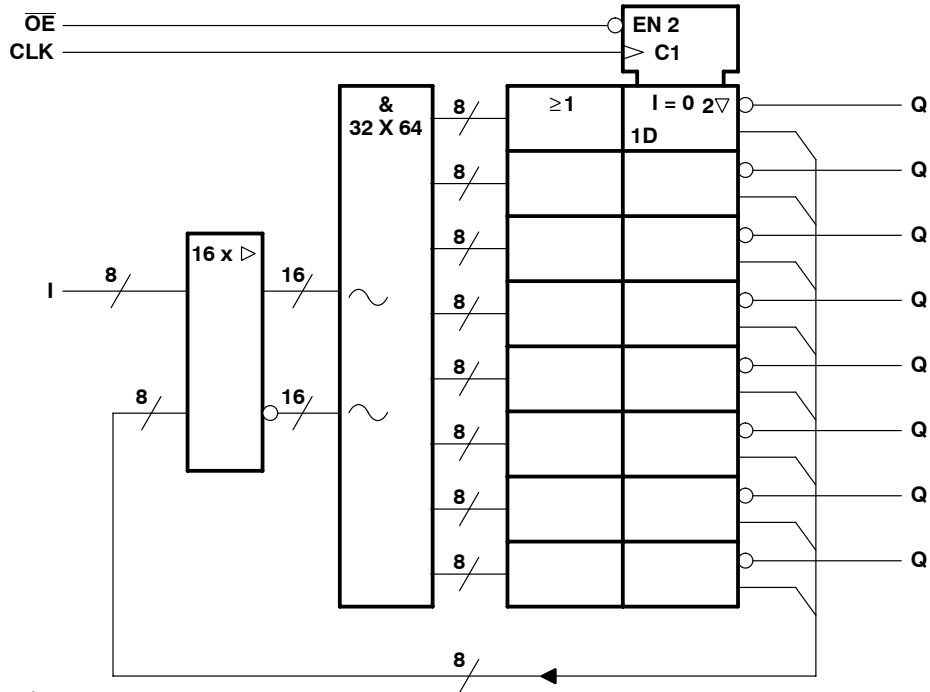 OE EN 2
CLK C1
& 8 ≥1 I = 0 2▽ Q
32 X 64
1D
8 Q
8 Q
16 x ▷
8 16
I
8 Q
8 Q
8 16
8 Q
8 Q
8 Q
8